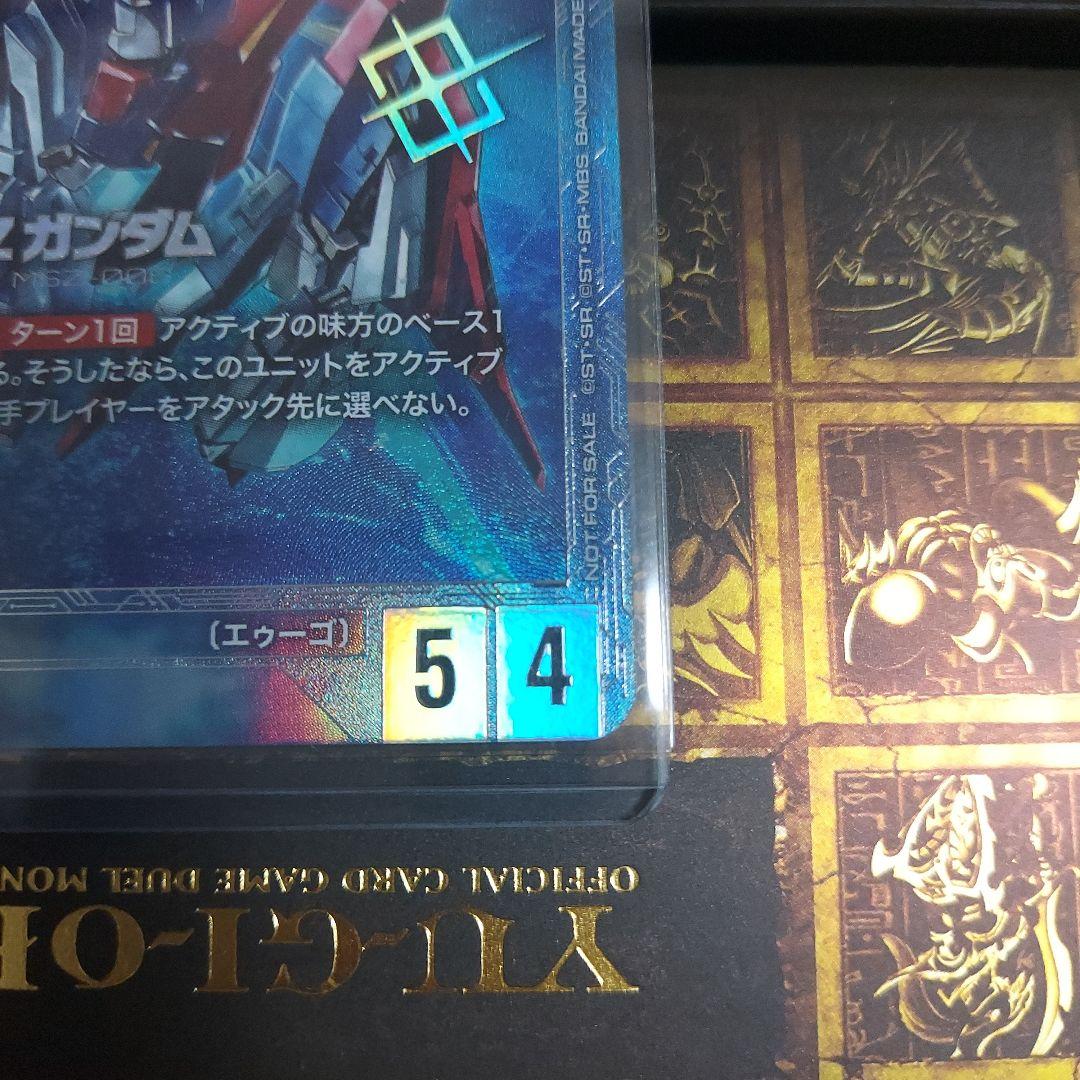 Zガンダム
MSZ-00
ターン1回 アクティブの味方のベース1
る。そうしたなら、このユニットをアクティブ
手プレイヤーをアタック先に選べない。
NOT FOR SALE ©ST・SR ©ST・SR・MBS BANDAI MADE
(エゥーゴ)
5 4
OFFICIAL CARD GAME DUEL MON
YU-GI-OH